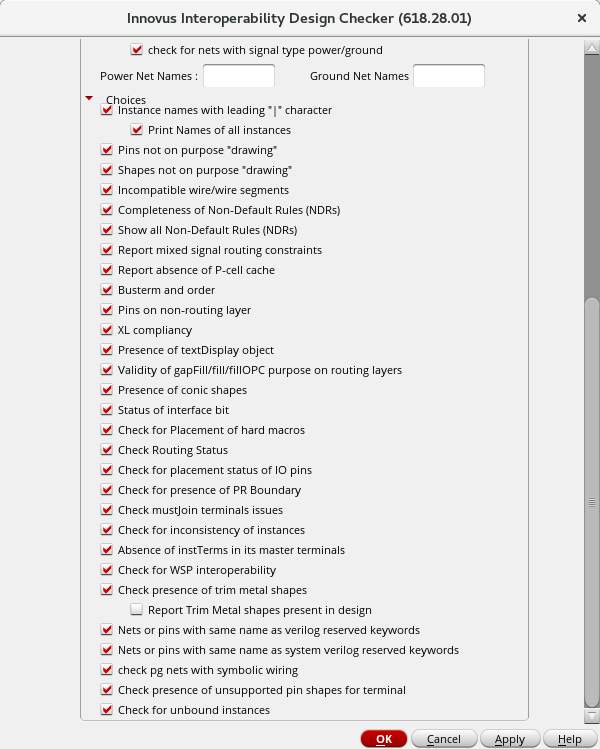 Innovus Interoperability Design Checker (618.28.01)
check for nets with signal type power/ground
Power Net Names : Ground Net Names
Choices
Instance names with leading "|" character
Print Names of all instances
Pins not on purpose "drawing"
Shapes not on purpose "drawing"
Incompatible wire/wire segments
Completeness of Non-Default Rules (NDRs)
Show all Non-Default Rules (NDRs)
Report mixed signal routing constraints
Report absence of P-cell cache
Busterm and order
Pins on non-routing layer
XL compliancy
Presence of textDisplay object
Validity of gapFill/fill/fillOPC purpose on routing layers
Presence of conic shapes
Status of interface bit
Check for Placement of hard macros
Check Routing Status
Check for placement status of IO pins
Check for presence of PR Boundary
Check mustJoin terminals issues
Check for inconsistency of instances
Absence of instTerms in its master terminals
Check for WSP interoperability
Check presence of trim metal shapes
Report Trim Metal shapes present in design
Nets or pins with same name as verilog reserved keywords
Nets or pins with same name as system verilog reserved keywords
check pg nets with symbolic wiring
Check presence of unsupported pin shapes for terminal
Check for unbound instances
OK Cancel Apply Help